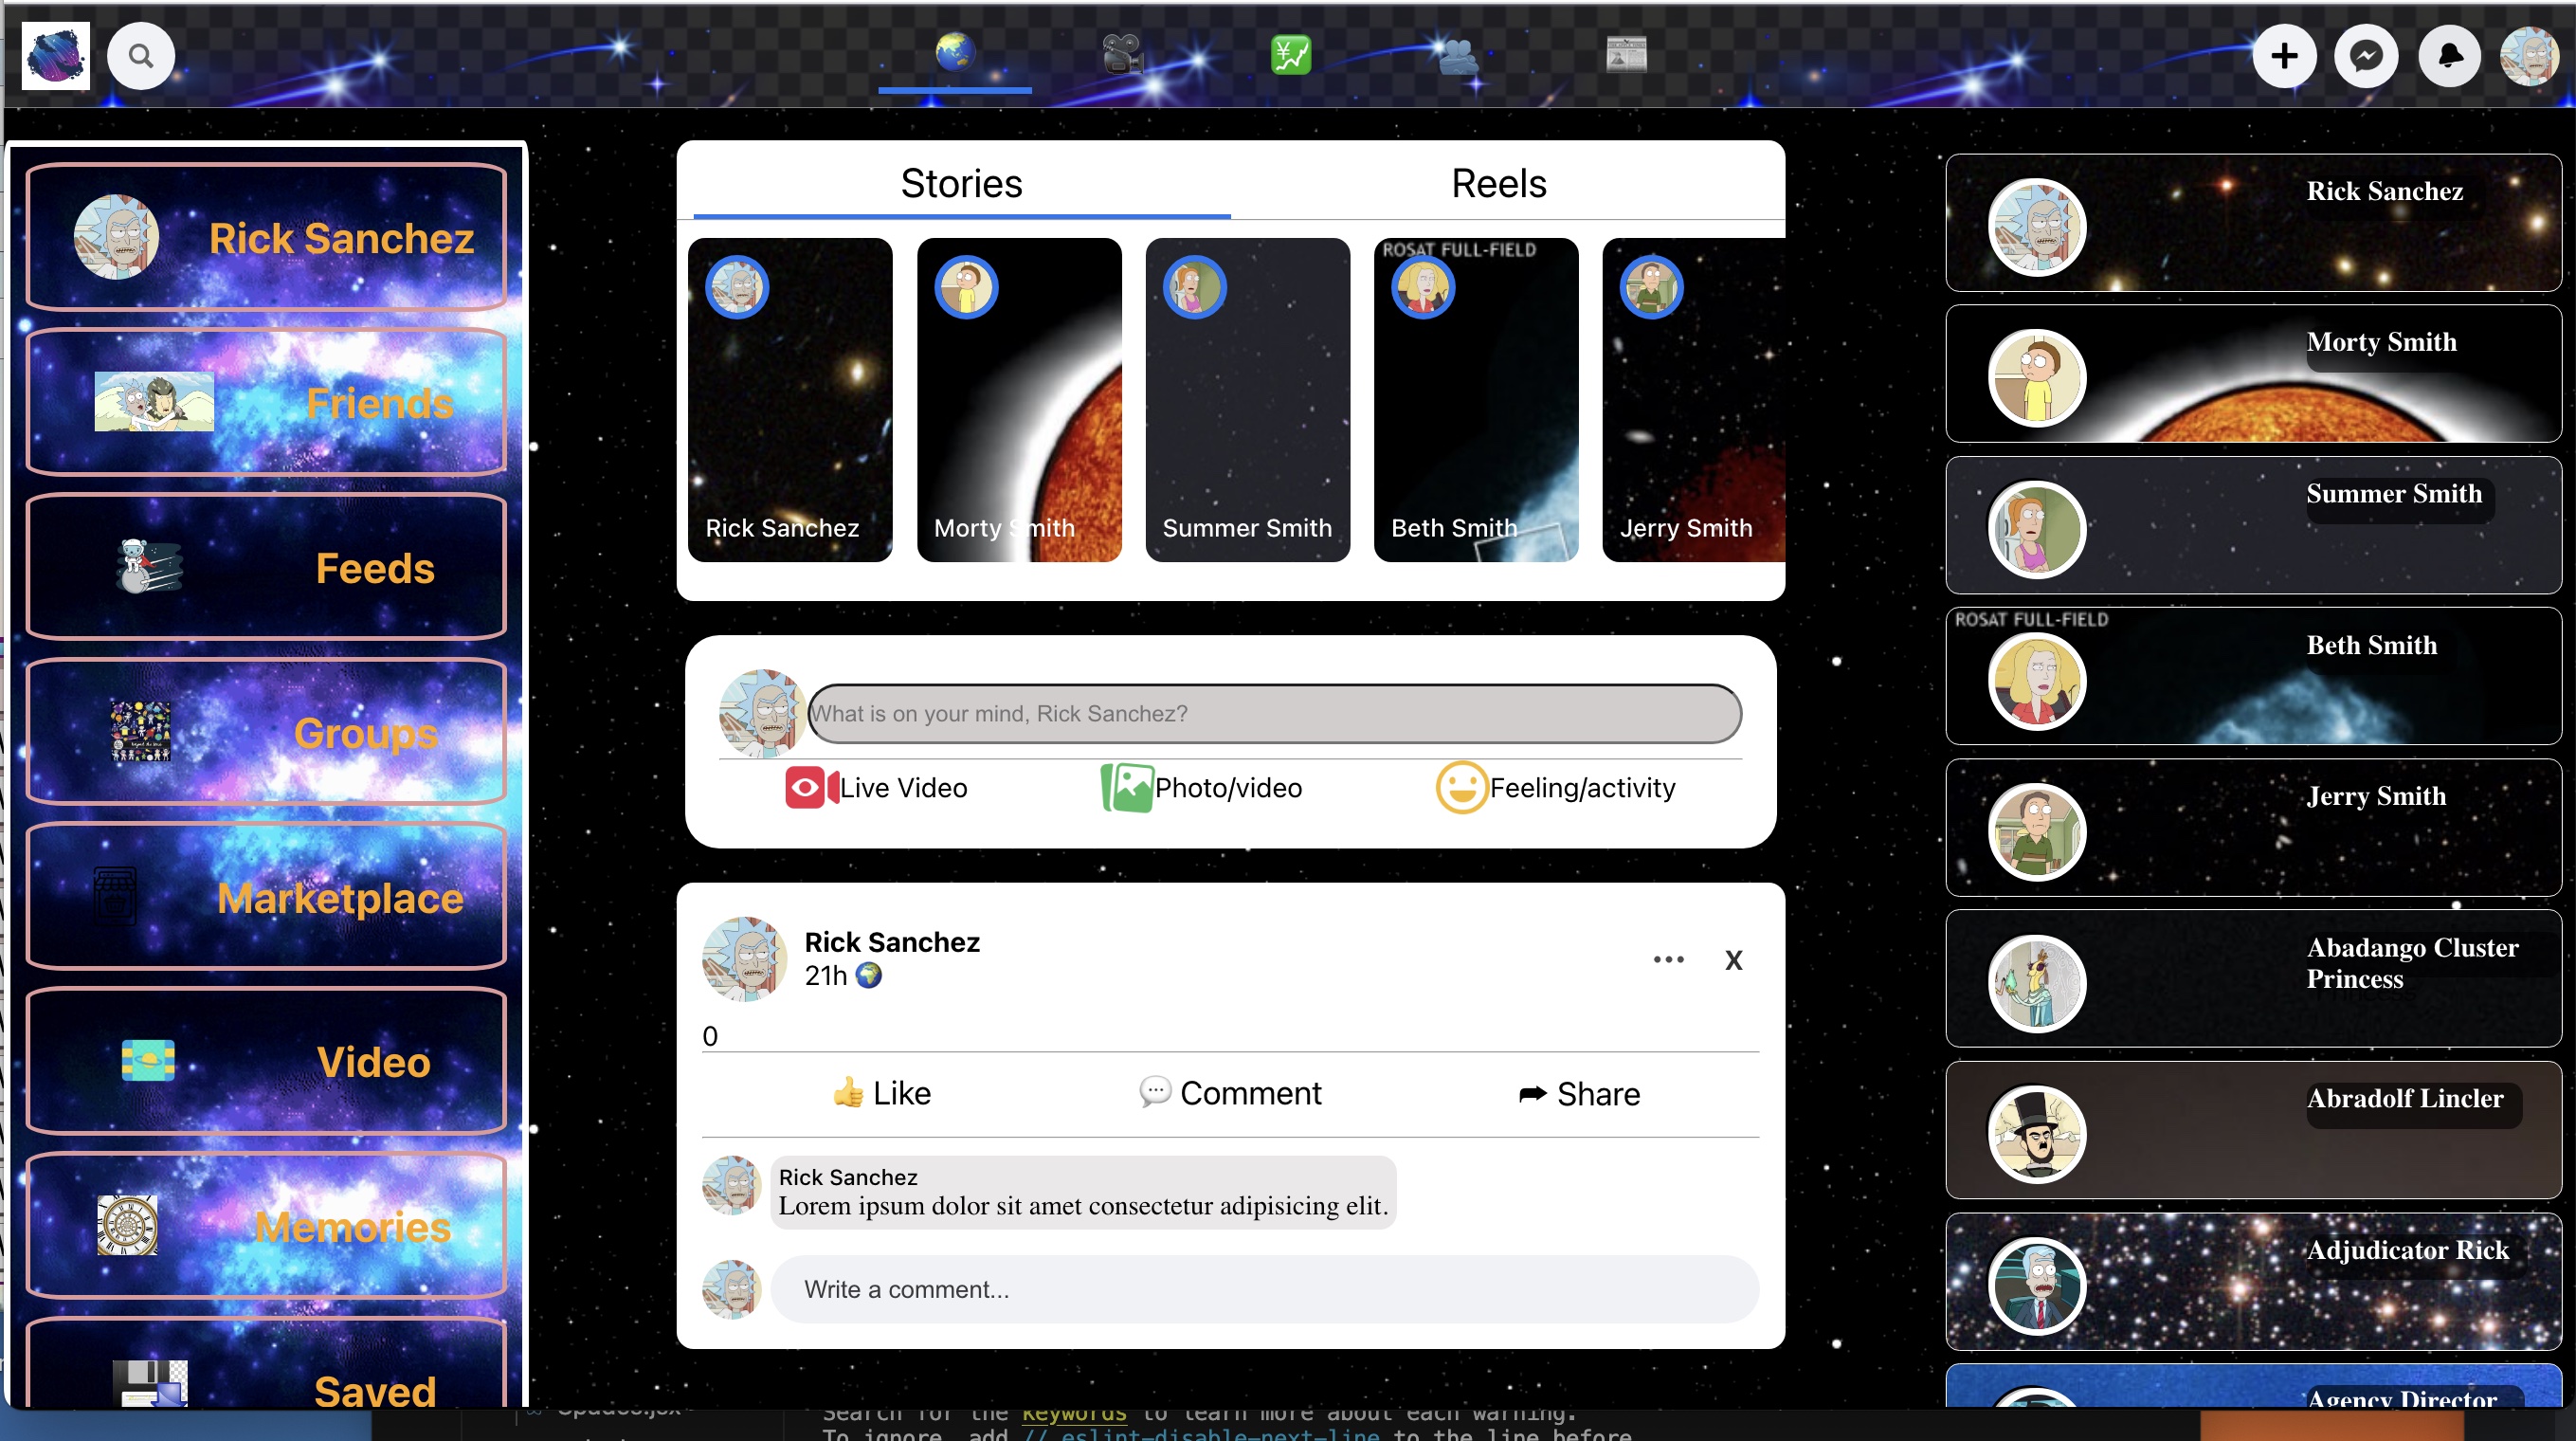 Rick Sanchez
Friends
Feeds
Groups
Marketplace
Video
Memories
Saved
Stories
Reels
Rick Sanchez
Morty Smith
Summer Smith
ROSAT FULL-FIELD
Beth Smith
Jerry Smith
What is on your mind, Rick Sanchez?
Live Video
Photo/video
Feeling/activity
Rick Sanchez
21h
... X
0
Like
Comment
Share
Rick Sanchez
Lorem ipsum dolor sit amet consectetur adipisicing elit.
Write a comment...
Rick Sanchez
Morty Smith
Summer Smith
ROSAT FULL-FIELD
Beth Smith
Jerry Smith
Abadango Cluster
Princess
Abradolf Lincler
Adjudicator Rick
Agency Director
Search for the keywords to learn more about each warning.
To ignore, add // eslint-disable-next-line to the line before